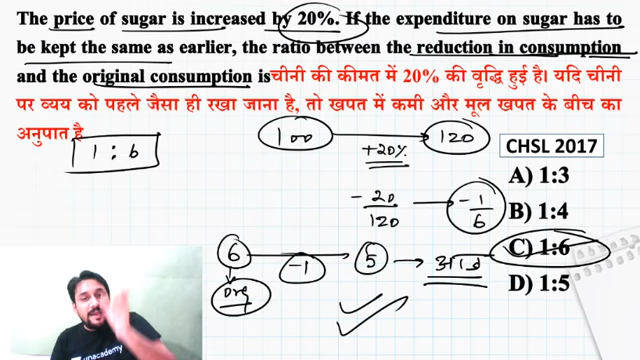 The price of sugar is increased by 20%. If the expenditure on sugar has to
be kept the same as earlier, the ratio between the reduction in consumption
and the original consumption is चीनी की कीमत में 20% की वृद्धि हुई है। यदि चीनी
पर व्यय को पहले जैसा ही रखा जाना है, तो खपत में कमी और मूल खपत के बीच का
अनुपात है
1 : 6
100
120
+20%
CHSL 2017
A) 1:3
B) 1:4
C) 1:6
D) 1:5
- 20
120
-1
6
6
-1
5
आज
Org
unacademy